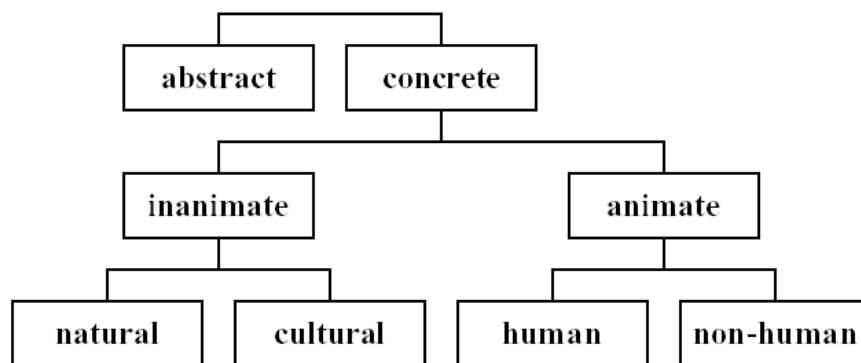 abstract concrete
inanimate animate
natural cultural human non-human